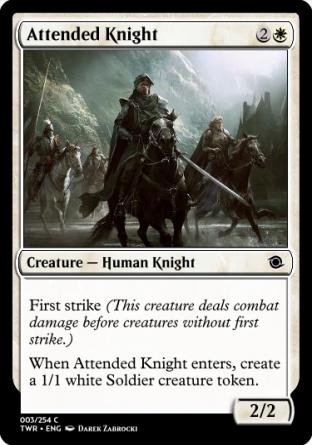 Attended Knight 2
Creature — Human Knight
First strike (This creature deals combat
damage before creatures without first
strike.)
When Attended Knight enters, create
a 1/1 white Soldier creature token.
2/2
003/254 C
TWR • ENG Darek Zabrocki